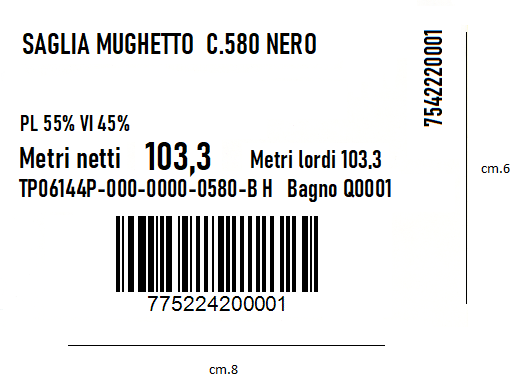 SAGLIA MUGHETTO C.580 NERO
7542220001
PL 55% VI 45%
Metri netti 103,3 Metri lordi 103,3
TP06144P-000-0000-0580-B H Bagno Q0001
775224200001
cm.6
cm.8